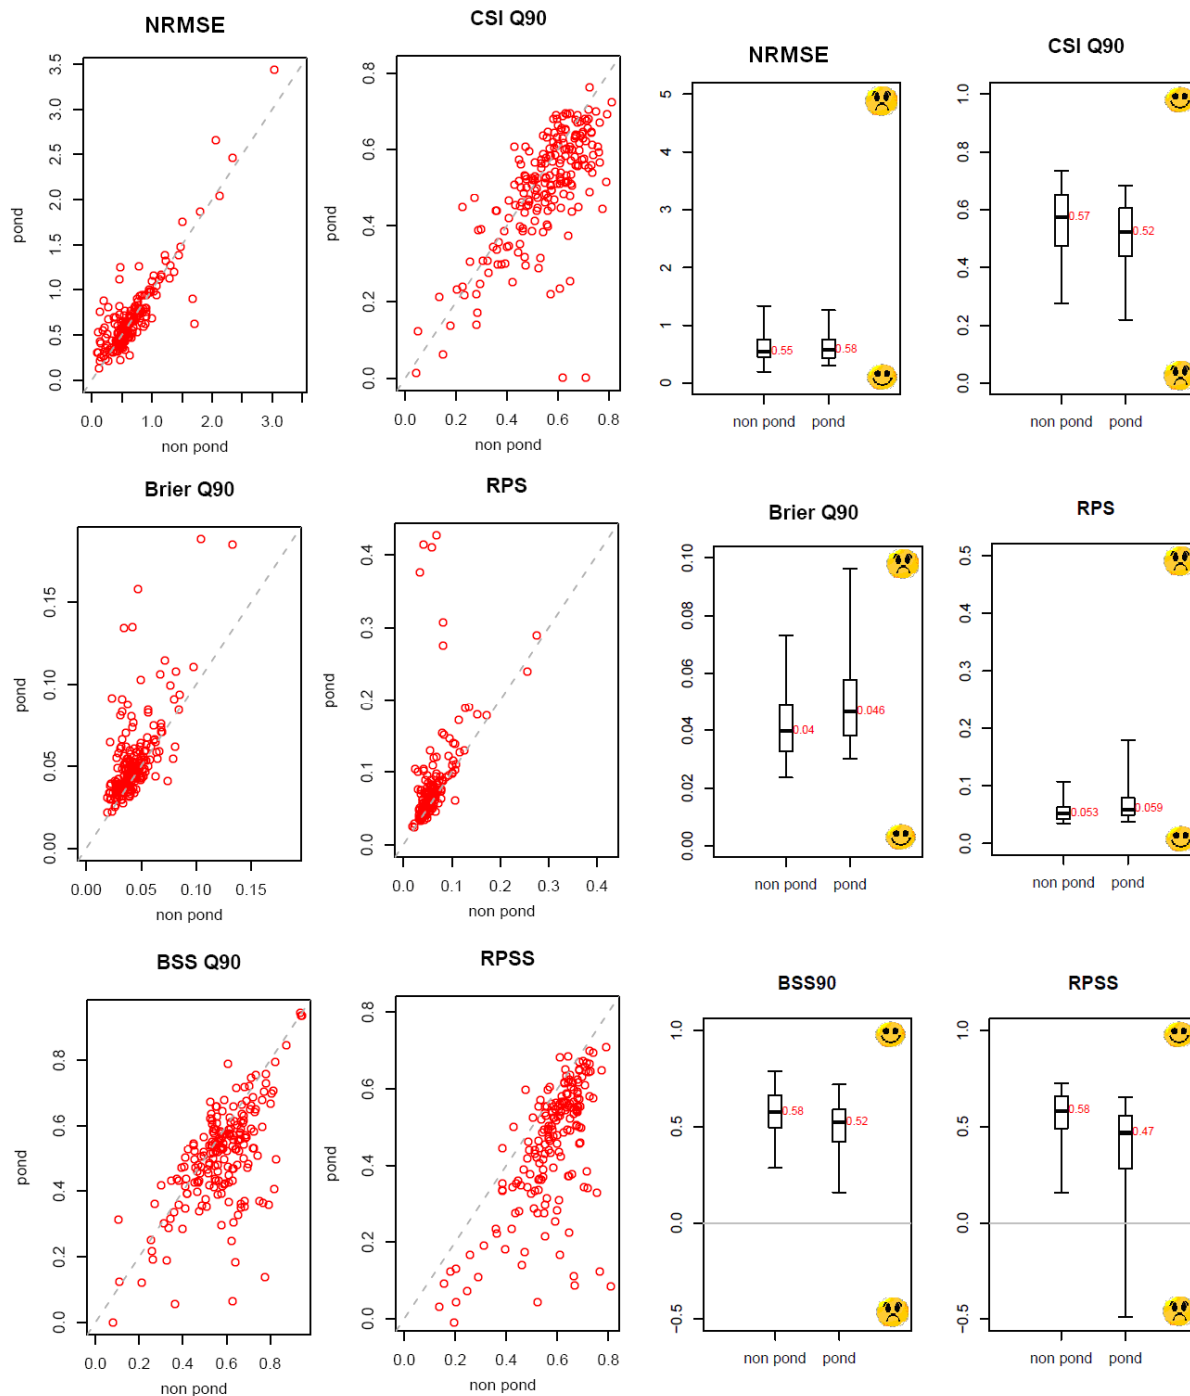 NRMSE
3.5
3.0
2.5
2.0
1.5
1.0
0.5
0.0
pond
0.0
1.0
2.0
3.0
non pond
CSI Q90
0.8
0.6
0.4
0.2
0.0
pond
0.0
0.2
0.4
0.6
0.8
non pond
NRMSE
5
4
3
2
1
0
0.55
0.58
non pond
pond
CSI Q90
1.0
0.8
0.6
0.4
0.2
0.0
0.57
0.52
non pond
pond
Brier Q90
0.15
0.10
0.05
0.00
pond
0.00
0.05
0.15
non pond
RPS
0.4
0.3
0.2
0.1
0.0
pond
0.0
0.1
0.2
0.3
0.4
non pond
Brier Q90
0.10
0.08
0.06
0.04
0.02
0.00
0.04
0.046
non pond
pond
RPS
0.5
0.4
0.3
0.2
0.1
0.0
0.053
0.059
non pond
pond
BSS Q90
0.8
0.6
0.4
0.2
0.0
pond
0.0
0.2
0.4
0.6
0.8
non pond
RPSS
0.8
0.6
0.4
0.2
0.0
pond
0.0
0.2
0.4
0.6
0.8
non pond
BSS90
1.0
0.5
0.0
−0.5
0.58
0.52
non pond
pond
RPSS
1.0
0.5
0.0
−0.5
0.58
0.47
non pond
pond